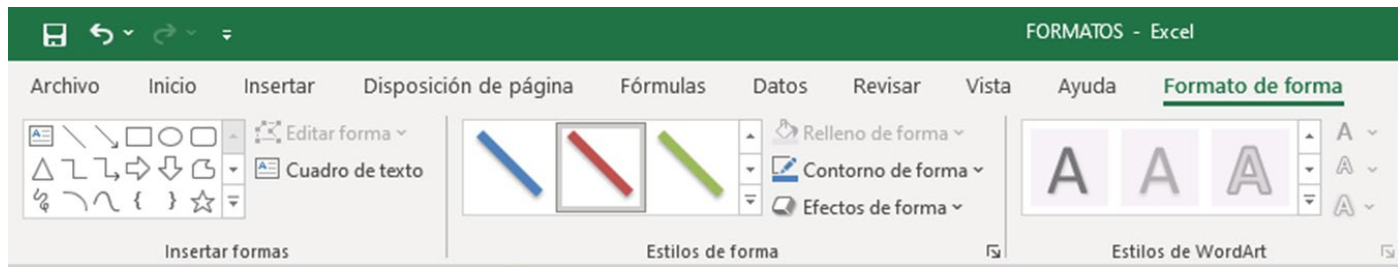 FORMATOS - Excel
Archivo Inicio Insertar Disposición de página Fórmulas Datos Revisar Vista Ayuda Formato de forma
Editar forma Relleno de forma
Cuadro de texto Contorno de forma
Efectos de forma
Insertar formas Estilos de forma Estilos de WordArt